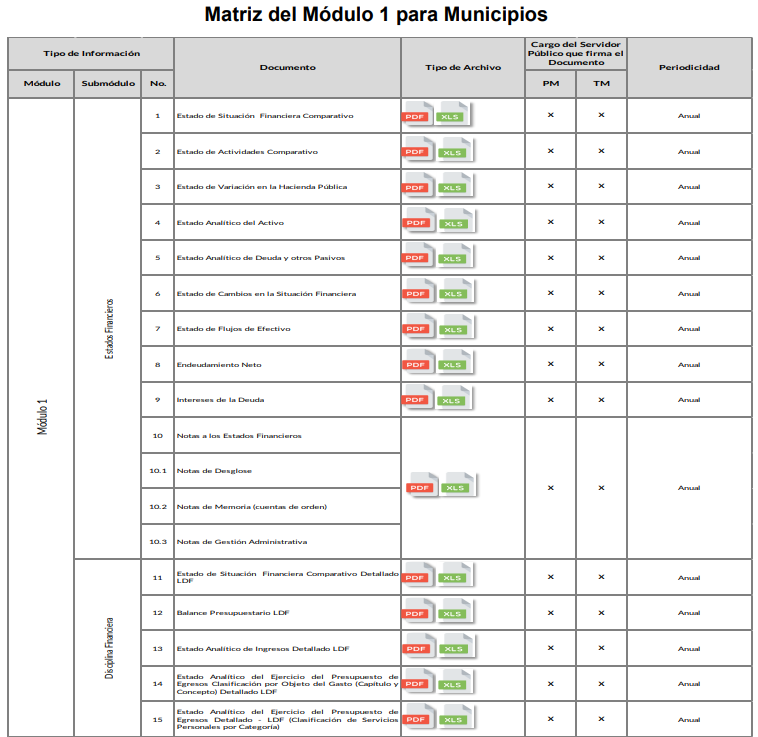 Matriz del Módulo 1 para Municipios
Tipo de Información
Documento
Tipo de Archivo
Cargo del Servidor
Público que firma el
Documento
Periodicidad
Módulo
Submódulo
No.
PM
TM
Módulo 1
Estados Financieros
1
Estado de Situación Financiera Comparativo
PDF XLS
×
×
Anual
2
Estado de Actividades Comparativo
PDF XLS
×
×
Anual
3
Estado de Variación en la Hacienda Pública
PDF XLS
×
×
Anual
4
Estado Analítico del Activo
PDF XLS
×
×
Anual
5
Estado Analítico de Deuda y otros Pasivos
PDF XLS
×
×
Anual
6
Estado de Cambios en la Situación Financiera
PDF XLS
×
×
Anual
7
Estado de Flujos de Efectivo
PDF XLS
×
×
Anual
8
Endeudamiento Neto
PDF XLS
×
×
Anual
9
Intereses de la Deuda
PDF XLS
×
×
Anual
10
Notas a los Estados Financieros
10.1
Notas de Desglose
10.2
Notas de Memoria (cuentas de orden)
10.3
Notas de Gestión Administrativa
PDF XLS
×
×
Anual
Disciplina Financiera
11
Estado de Situación Financiera Comparativo Detallado
LDF
PDF XLS
×
×
Anual
12
Balance Presupuestario LDF
PDF XLS
×
×
Anual
13
Estado Analítico de Ingresos Detallado LDF
PDF XLS
×
×
Anual
14
Estado Analítico del Ejercicio del Presupuesto de
Egresos Clasificación por Objeto del Gasto (Capítulo y
Concepto) Detallado LDF
PDF XLS
×
×
Anual
15
Estado Analítico del Ejercicio del Presupuesto de
Egresos Detallado - LDF (Clasificación de Servicios
Personales por Categoría)
PDF XLS
×
×
Anual